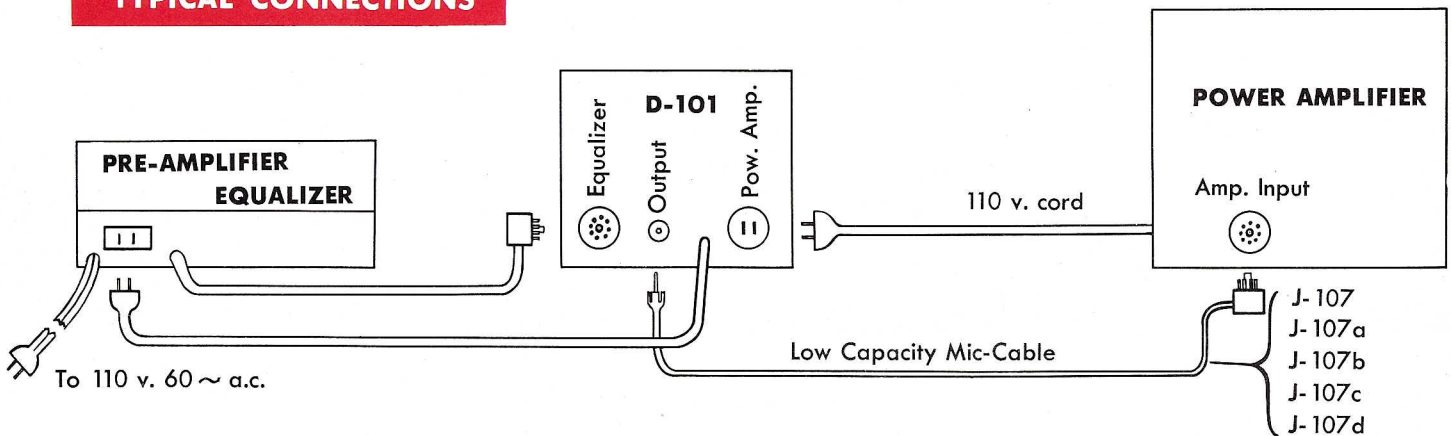 TYPICAL CONNECTIONS
PRE-AMPLIFIER
EQUALIZER
To 110 v. 60 ~ a.c.
D-101
Equalizer
Output
Pow. Amp.
110 v. cord
Low Capacity Mic-Cable
POWER AMPLIFIER
Amp. Input
J-107
J-107a
J-107b
J-107c
J-107d